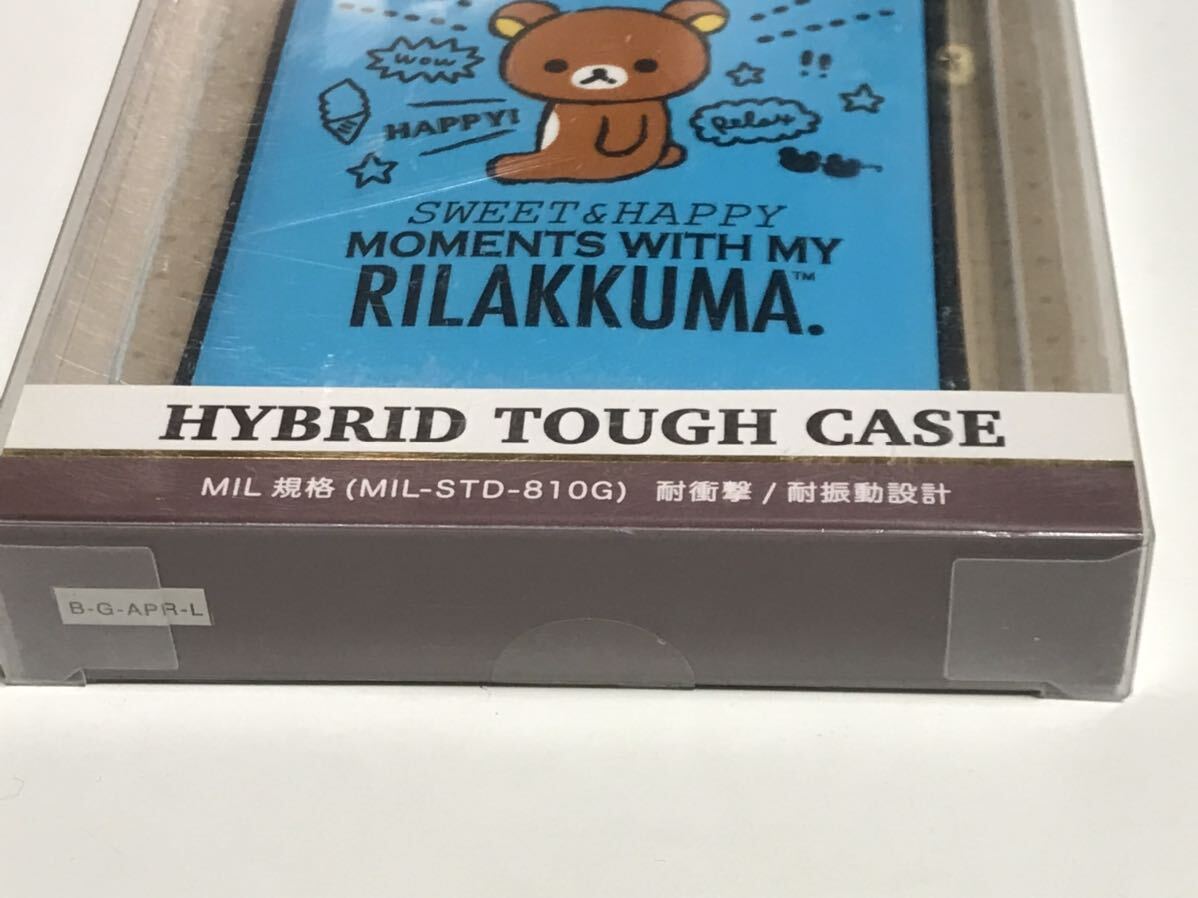 wow
HAPPY!
!!
Relax
SWEET & HAPPY
MOMENTS WITH MY
RILAKKUMA™.
HYBRID TOUGH CASE
MIL 規格 (MIL-STD-810G) 耐衝撃 / 耐振動設計
B-G-APR-L